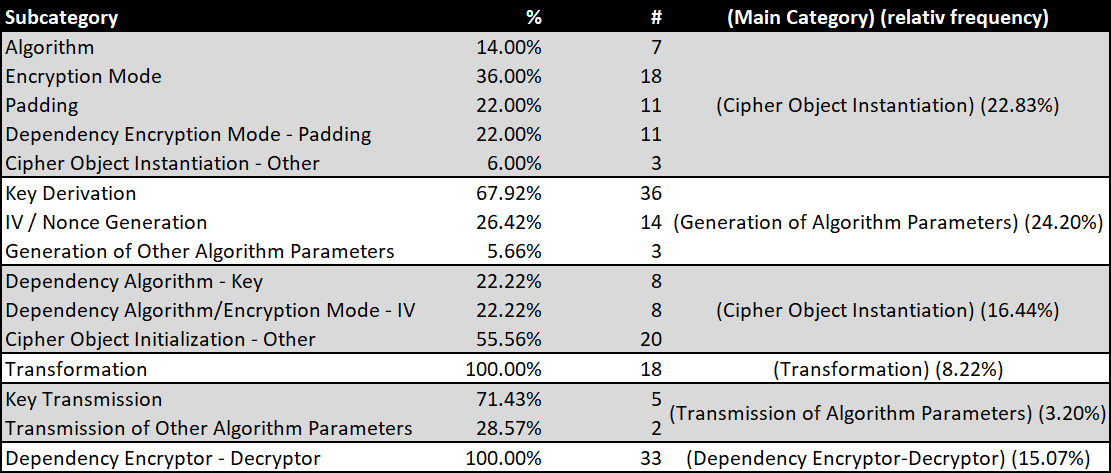 Subcategory % # (Main Category) (relativ frequency)
Algorithm 14.00% 7
Encryption Mode 36.00% 18
Padding 22.00% 11 (Cipher Object Instantiation) (22.83%)
Dependency Encryption Mode - Padding 22.00% 11
Cipher Object Instantiation - Other 6.00% 3
Key Derivation 67.92% 36
IV / Nonce Generation 26.42% 14 (Generation of Algorithm Parameters) (24.20%)
Generation of Other Algorithm Parameters 5.66% 3
Dependency Algorithm - Key 22.22% 8
Dependency Algorithm/Encryption Mode - IV 22.22% 8 (Cipher Object Instantiation) (16.44%)
Cipher Object Initialization - Other 55.56% 20
Transformation 100.00% 18 (Transformation) (8.22%)
Key Transmission 71.43% 5
(Transmission of Algorithm Parameters) (3.20%)
Transmission of Other Algorithm Parameters 28.57% 2
Dependency Encryptor - Decryptor 100.00% 33 (Dependency Encryptor-Decryptor) (15.07%)